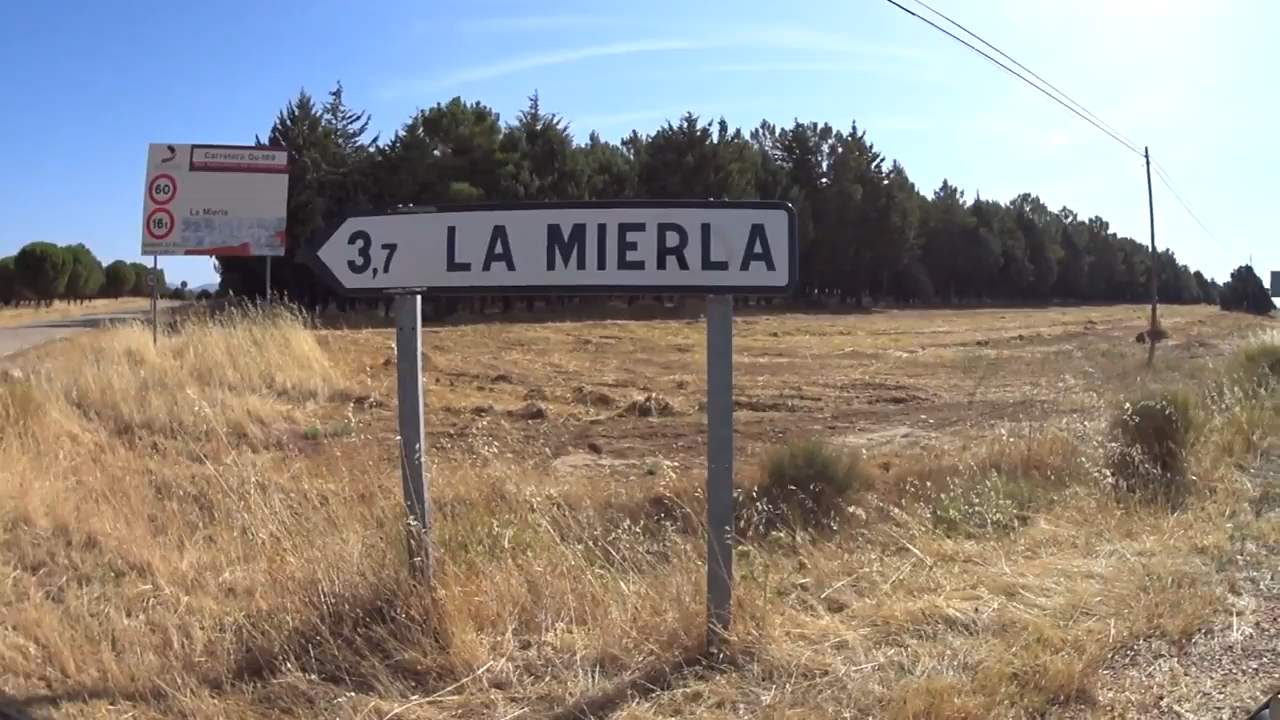 Carretera Gu-189
60
16t
La Mierla
3,7 LA MIERLA